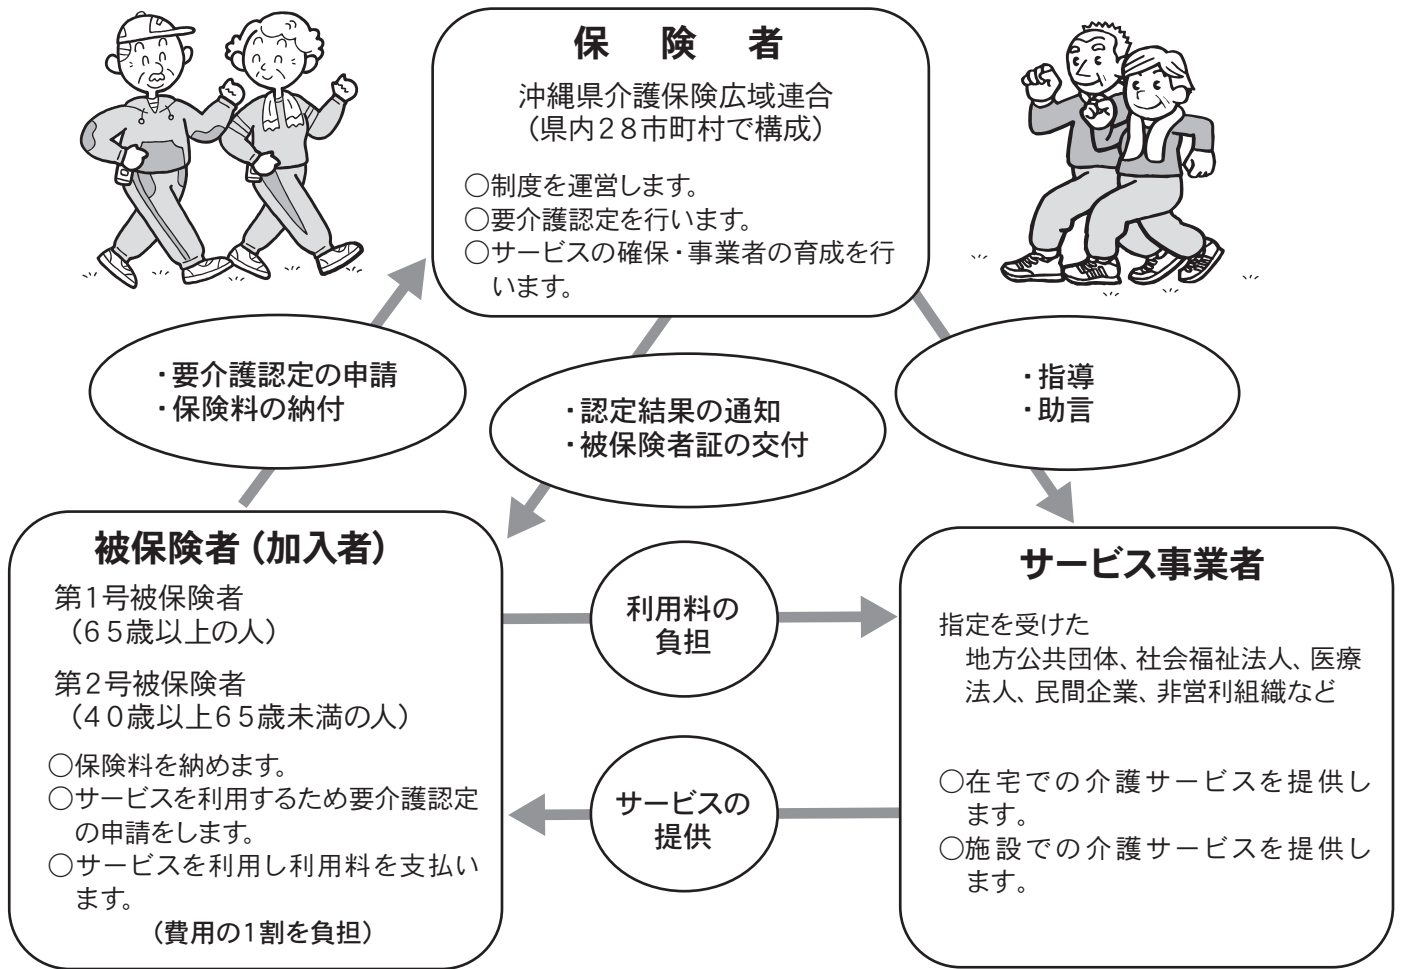 保　険　者
沖縄県介護保険広域連合
（県内２８市町村で構成）
○制度を運営します。
○要介護認定を行います。
○サービスの確保・事業者の育成を行
います。
・要介護認定の申請
・保険料の納付
・認定結果の通知
・被保険者証の交付
・指導
・助言
被保険者（加入者）
第１号被保険者
（６５歳以上の人）
第２号被保険者
（４０歳以上６５歳未満の人）
○保険料を納めます。
○サービスを利用するため要介護認定
の申請をします。
○サービスを利用し利用料を支払い
ます。
（費用の１割を負担）
利用料の
負担
サービスの
提供
サービス事業者
指定を受けた
地方公共団体、社会福祉法人、医療
法人、民間企業、非営利組織など
○在宅での介護サービスを提供し
ます。
○施設での介護サービスを提供し
ます。